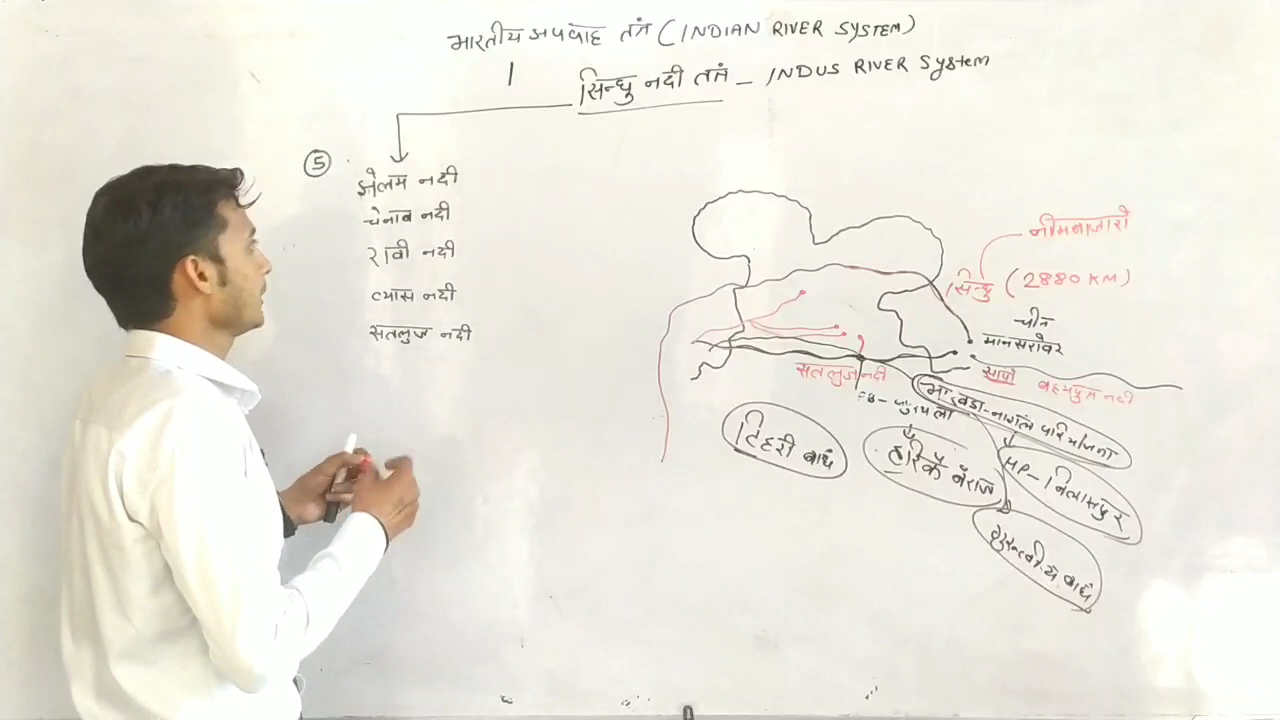 भारतीय अपवाह तंत्र (INDIAN RIVER SYSTEM)
सिन्धु नदी तंत्र - INDUS RIVER System
⑤
झेलम नदी
चेनाब नदी
रावी नदी
व्यास नदी
सतलुज नदी
सिन्धु (2880 KM)
चीन
मानसरोवर
सतलुज नदी
सांपो
ब्रह्मपुत्र नदी
भाखड़ा-नागल परियोजना
टिहरी बांध
हरिके बैराज
HP- बिलासपुर